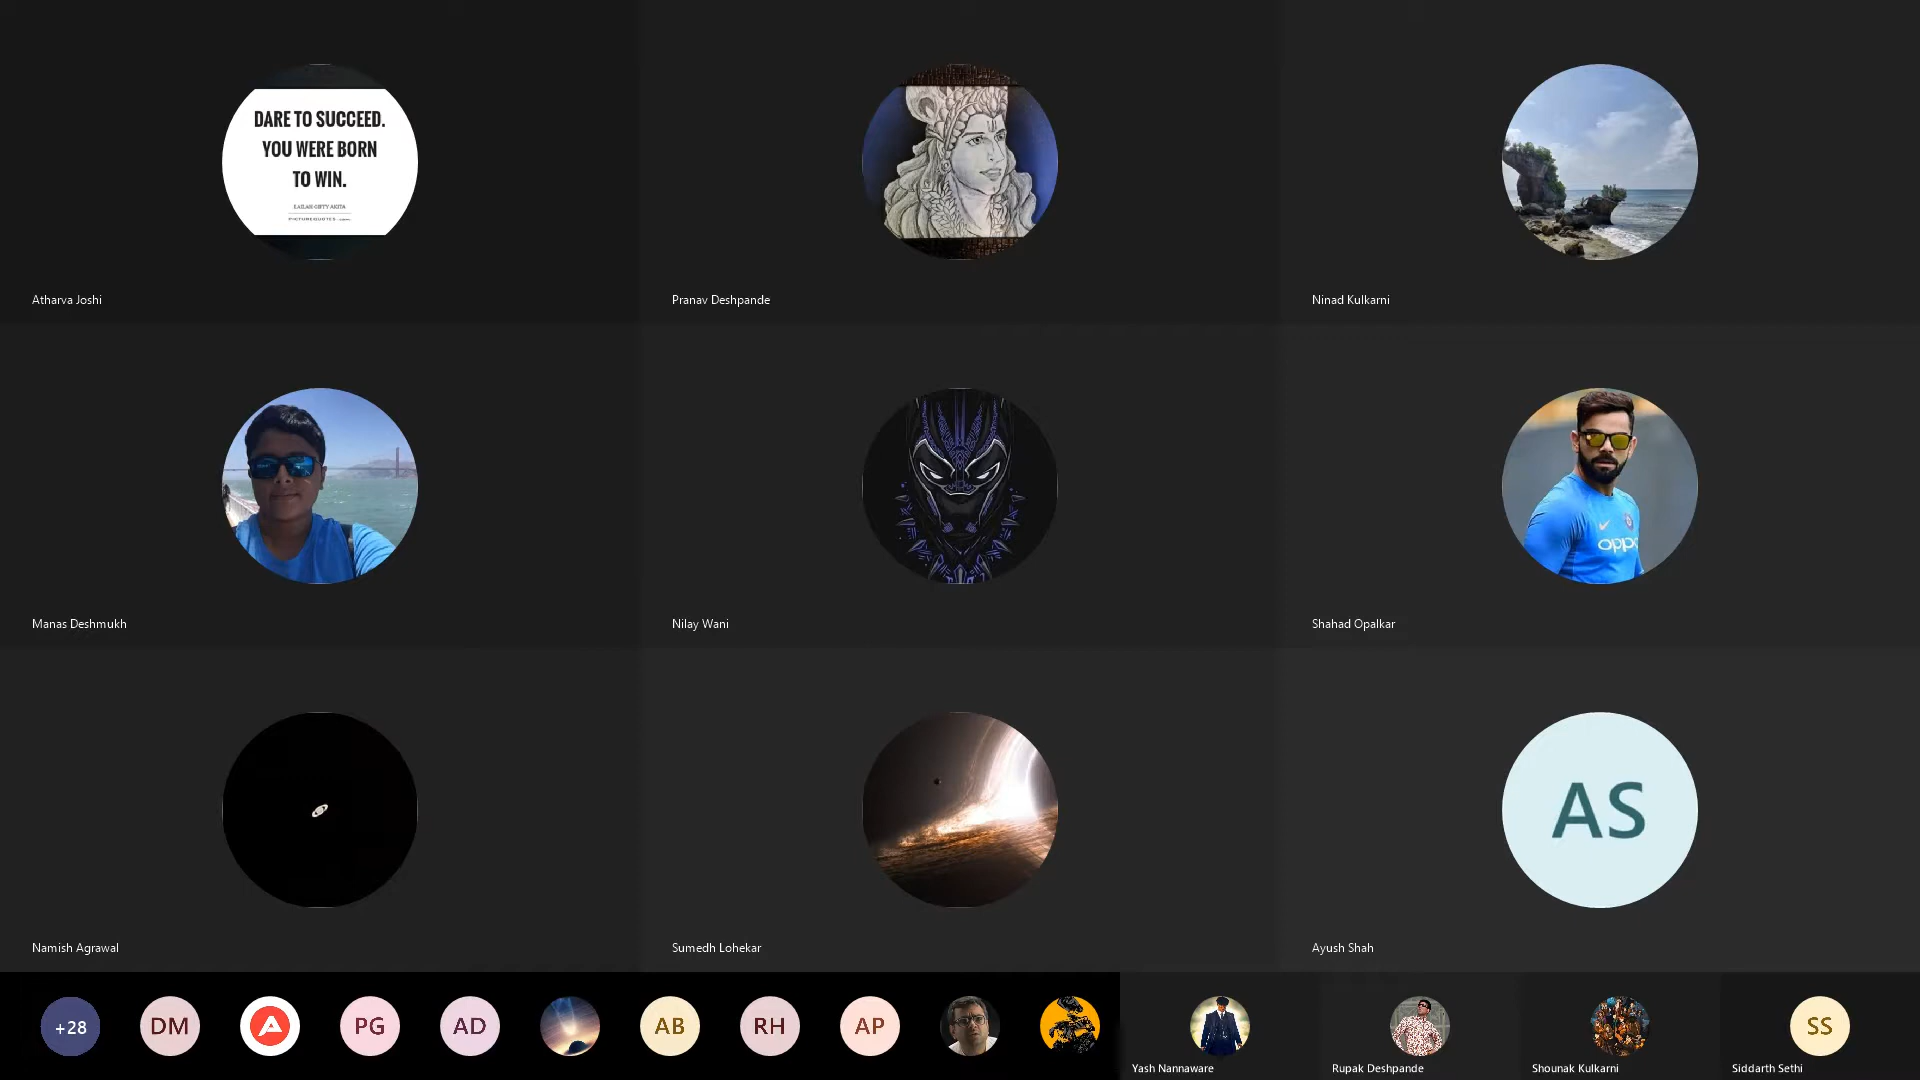 DARE TO SUCCEED.
YOU WERE BORN
TO WIN.
Atharva Joshi
Pranav Deshpande
Ninad Kulkarni
oppo
Manas Deshmukh
Nilay Wani
Shahad Opalkar
AS
Namish Agrawal
Sumedh Lohekar
Ayush Shah
+28
DM
PG
AD
AB
RH
AP
SS
Yash Nannaware
Rupak Deshpande
Shounak Kulkarni
Siddarth Sethi